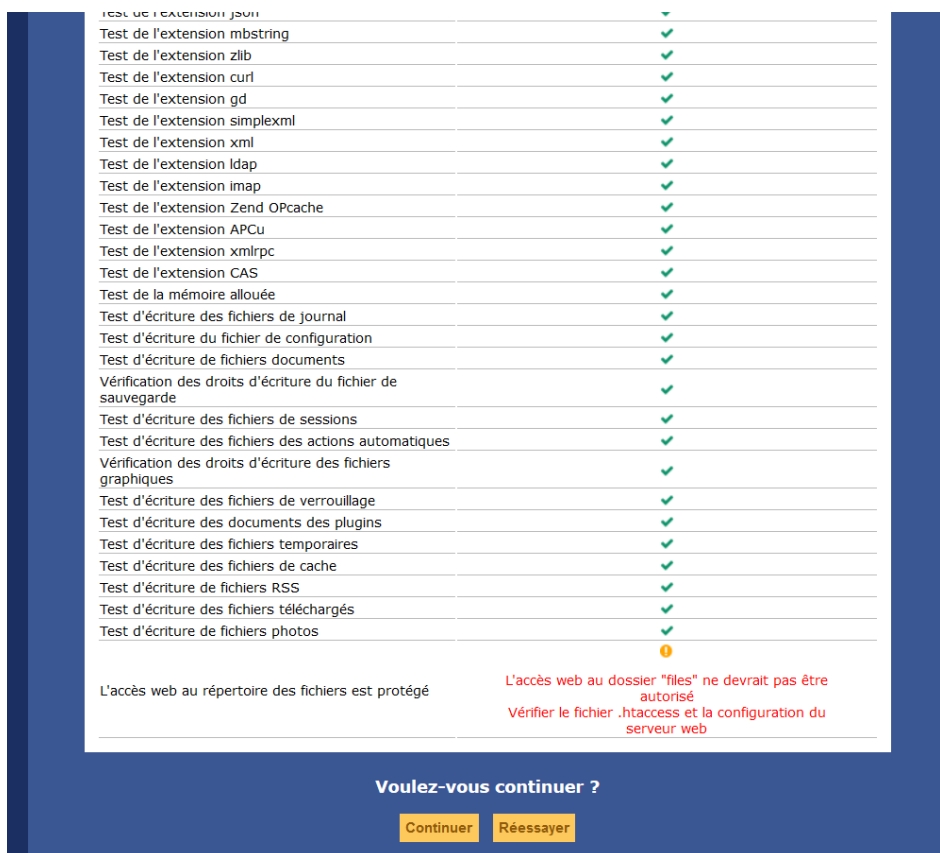 Test de l'extension json
Test de l'extension mbstring
Test de l'extension zlib
Test de l'extension curl
Test de l'extension gd
Test de l'extension simplexml
Test de l'extension xml
Test de l'extension ldap
Test de l'extension imap
Test de l'extension Zend OPcache
Test de l'extension APCu
Test de l'extension xmlrpc
Test de l'extension CAS
Test de la mémoire allouée
Test d'écriture des fichiers de journal
Test d'écriture du fichier de configuration
Test d'écriture de fichiers documents
Vérification des droits d'écriture du fichier de
sauvegarde
Test d'écriture des fichiers de sessions
Test d'écriture des fichiers des actions automatiques
Vérification des droits d'écriture des fichiers
graphiques
Test d'écriture des fichiers de verrouillage
Test d'écriture des documents des plugins
Test d'écriture des fichiers temporaires
Test d'écriture des fichiers de cache
Test d'écriture de fichiers RSS
Test d'écriture des fichiers téléchargés
Test d'écriture de fichiers photos
L'accès web au répertoire des fichiers est protégé
L'accès web au dossier "files" ne devrait pas être
autorisé
Vérifier le fichier .htaccess et la configuration du
serveur web
Voulez-vous continuer ?
Continuer
Réessayer